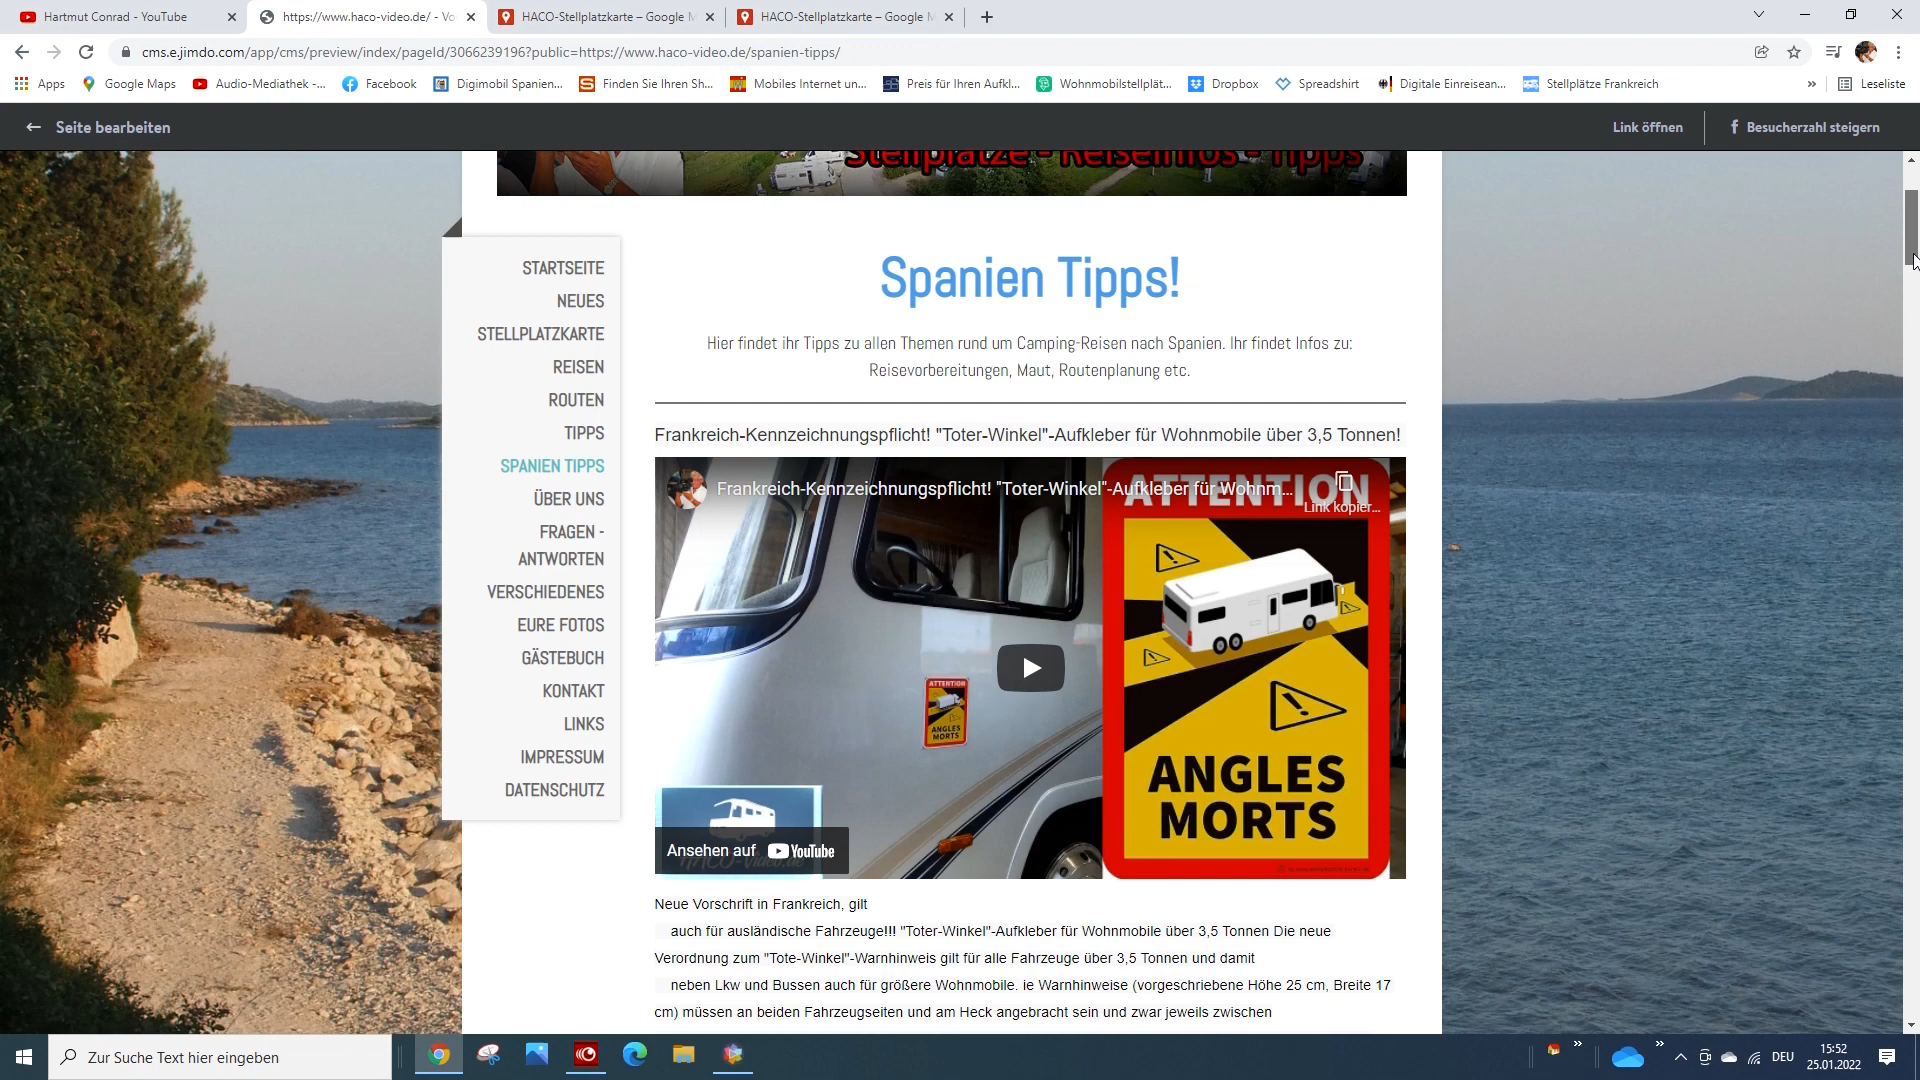 Hartmut Conrad - YouTube
https://www.haco-video.de/ - Vo
HACO-Stellplatzkarte – Google M
HACO-Stellplatzkarte – Google M
cms.e.jimdo.com/app/cms/preview/index/pageId/3066239196?public=https://www.haco-video.de/spanien-tipps/
Apps
Google Maps
Audio-Mediathek -...
Facebook
Digimobil Spanien...
Finden Sie Ihren Sh...
Mobiles Internet un...
Preis für Ihren Aufkl...
Wohnmobilstellplät...
Dropbox
Spreadshirt
Digitale Einreisean...
Stellplätze Frankreich
»
Leseliste
Seite bearbeiten
Link öffnen
Besucherzahl steigern
Stellplätze - Reiseinfos - Tipps
STARTSEITE
NEUES
STELLPLATZKARTE
REISEN
ROUTEN
TIPPS
SPANIEN TIPPS
ÜBER UNS
FRAGEN -
ANTWORTEN
VERSCHIEDENES
EURE FOTOS
GÄSTEBUCH
KONTAKT
LINKS
IMPRESSUM
DATENSCHUTZ
Spanien Tipps!
Hier findet ihr Tipps zu allen Themen rund um Camping-Reisen nach Spanien. Ihr findet Infos zu:
Reisevorbereitungen, Maut, Routenplanung etc.
Frankreich-Kennzeichnungspflicht! "Toter-Winkel"-Aufkleber für Wohnmobile über 3,5 Tonnen!
Frankreich-Kennzeichnungspflicht! "Toter-Winkel"-Aufkleber für Wohnm...
Link kopier...
ATTENTION
ANGLES
MORTS
ATTENTION
ANGLES
MORTS
Ansehen auf YouTube
Neue Vorschrift in Frankreich, gilt
auch für ausländische Fahrzeuge!!! "Toter-Winkel"-Aufkleber für Wohnmobile über 3,5 Tonnen Die neue
Verordnung zum "Tote-Winkel"-Warnhinweis gilt für alle Fahrzeuge über 3,5 Tonnen und damit
neben Lkw und Bussen auch für größere Wohnmobile. ie Warnhinweise (vorgeschriebene Höhe 25 cm, Breite 17
cm) müssen an beiden Fahrzeugseiten und am Heck angebracht sein und zwar jeweils zwischen
Zur Suche Text hier eingeben
DEU
15:52
25.01.2022